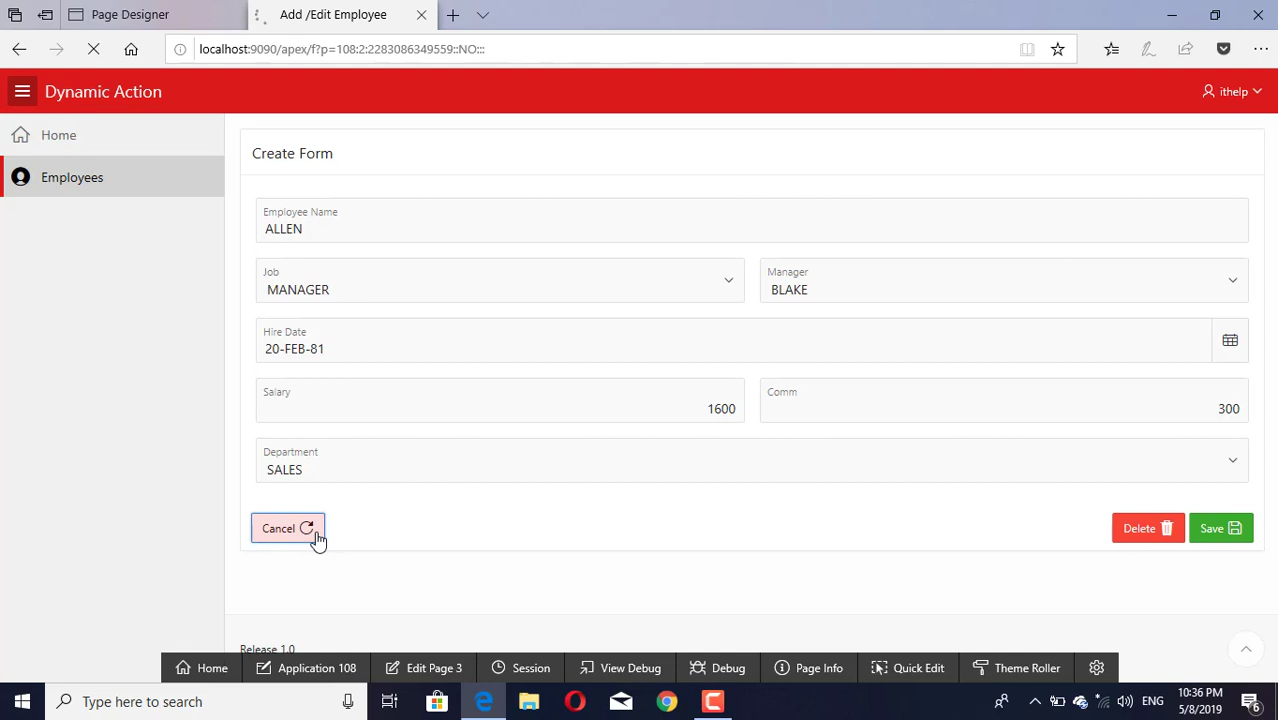 Page Designer
Add /Edit Employee
localhost:9090/apex/f?p=108:2:2283086349559::NO:::
Dynamic Action
ithelp
Home
Employees
Create Form
Employee Name
ALLEN
Job
MANAGER
Manager
BLAKE
Hire Date
20-FEB-81
Salary
1600
Comm
300
Department
SALES
Cancel
Delete
Save
Release 1.0
Home
Application 108
Edit Page 3
Session
View Debug
Debug
Page Info
Quick Edit
Theme Roller
Type here to search
ENG
10:36 PM
5/8/2019
6